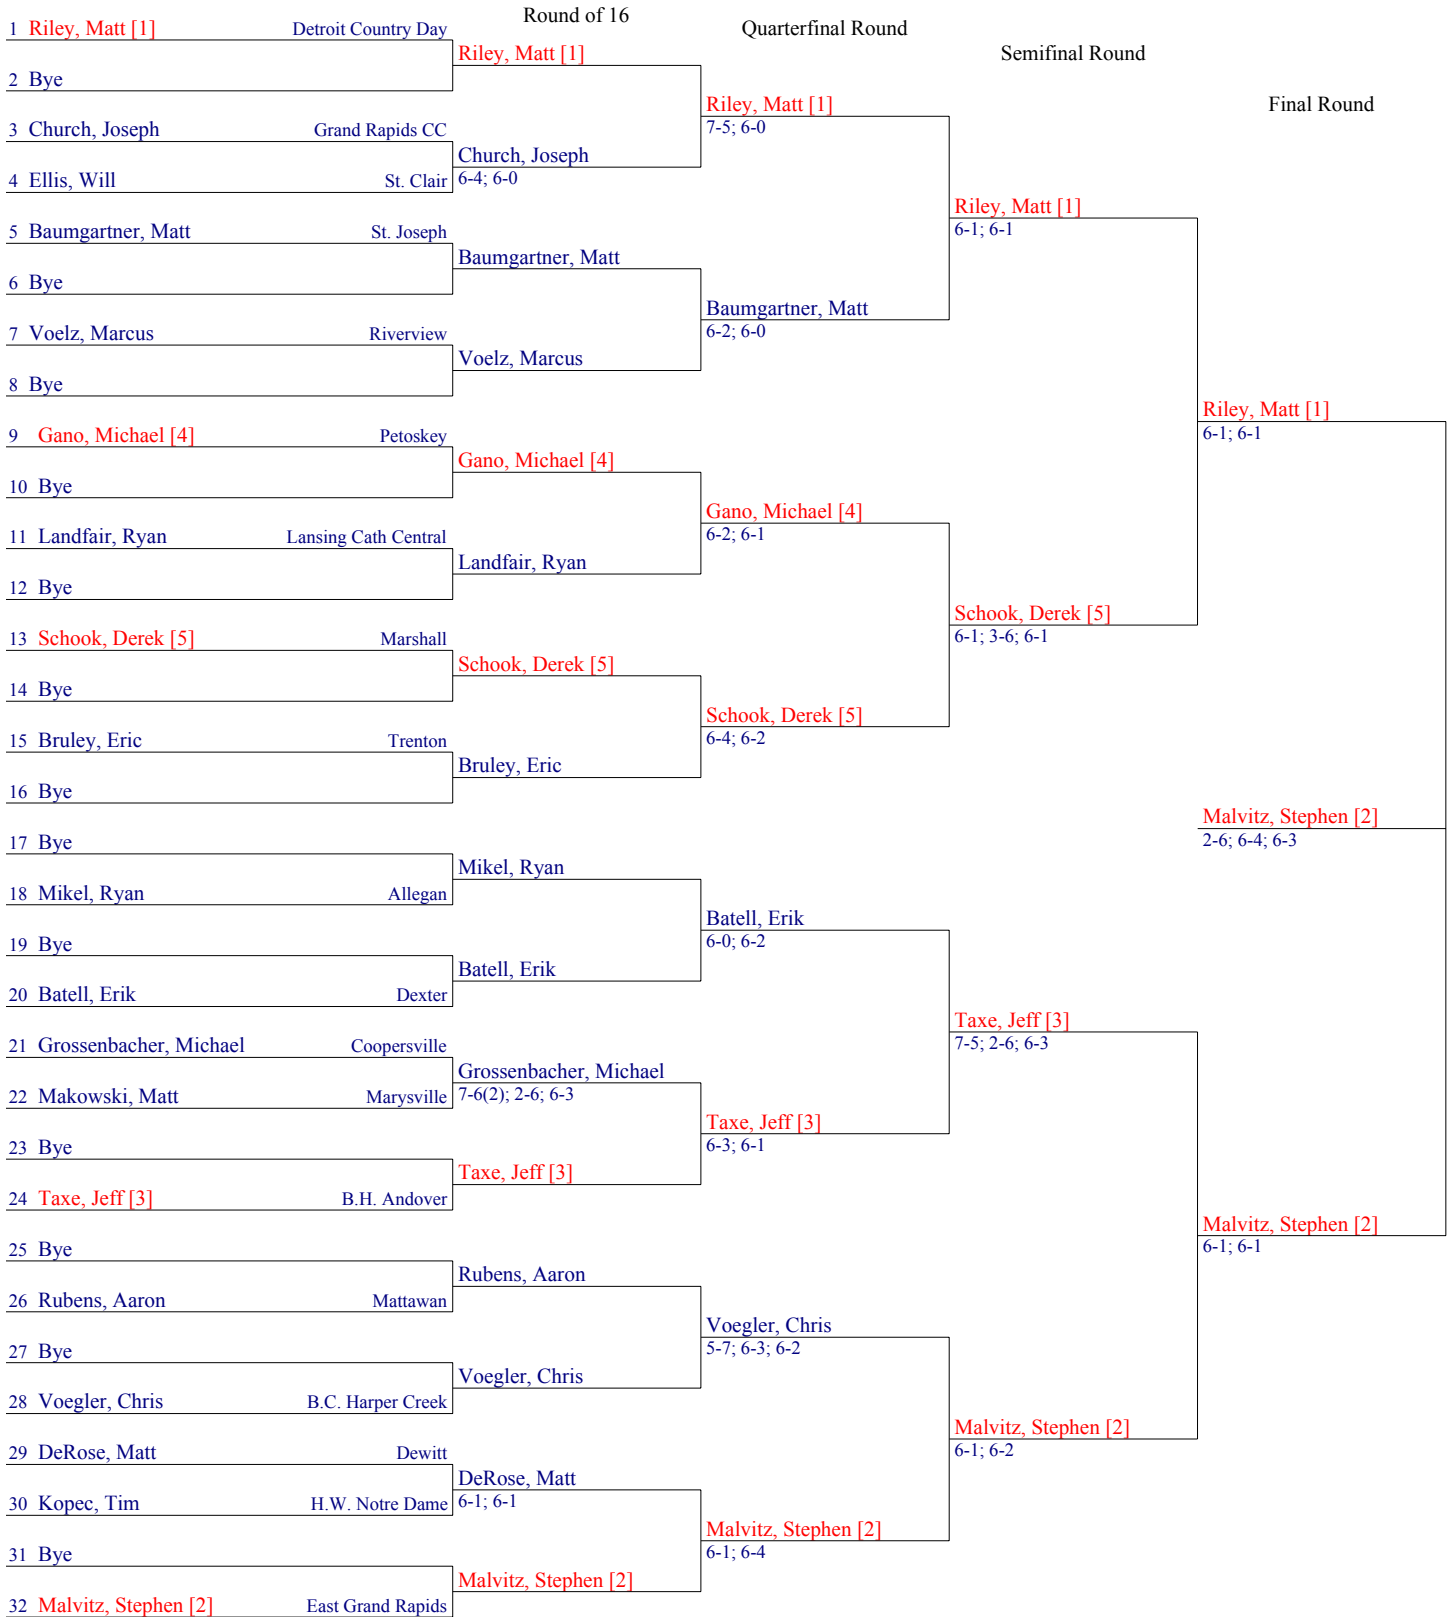 Round of 16
Quarterfinal Round
Semifinal Round
Final Round
1 Riley, Matt [1] Detroit Country Day
2 Bye
3 Church, Joseph Grand Rapids CC
4 Ellis, Will St. Clair
5 Baumgartner, Matt St. Joseph
6 Bye
7 Voelz, Marcus Riverview
8 Bye
9 Gano, Michael [4] Petoskey
10 Bye
11 Landfair, Ryan Lansing Cath Central
12 Bye
13 Schook, Derek [5] Marshall
14 Bye
15 Bruley, Eric Trenton
16 Bye
17 Bye
18 Mikel, Ryan Allegan
19 Bye
20 Batell, Erik Dexter
21 Grossenbacher, Michael Coopersville
22 Makowski, Matt Marysville
23 Bye
24 Taxe, Jeff [3] B.H. Andover
25 Bye
26 Rubens, Aaron Mattawan
27 Bye
28 Voegler, Chris B.C. Harper Creek
29 DeRose, Matt Dewitt
30 Kopec, Tim H.W. Notre Dame
31 Bye
32 Malvitz, Stephen [2] East Grand Rapids
Riley, Matt [1]
Church, Joseph
6-4; 6-0
Baumgartner, Matt
Voelz, Marcus
Gano, Michael [4]
Landfair, Ryan
Schook, Derek [5]
Bruley, Eric
Mikel, Ryan
Batell, Erik
Grossenbacher, Michael
7-6(2); 2-6; 6-3
Taxe, Jeff [3]
Rubens, Aaron
Voegler, Chris
DeRose, Matt
6-1; 6-1
Malvitz, Stephen [2]
Riley, Matt [1]
7-5; 6-0
Baumgartner, Matt
6-2; 6-0
Gano, Michael [4]
6-2; 6-1
Schook, Derek [5]
6-4; 6-2
Batell, Erik
6-0; 6-2
Taxe, Jeff [3]
6-3; 6-1
Voegler, Chris
5-7; 6-3; 6-2
Malvitz, Stephen [2]
6-1; 6-4
Riley, Matt [1]
6-1; 6-1
Schook, Derek [5]
6-1; 3-6; 6-1
Taxe, Jeff [3]
7-5; 2-6; 6-3
Malvitz, Stephen [2]
6-1; 6-2
Riley, Matt [1]
6-1; 6-1
Malvitz, Stephen [2]
6-1; 6-1
Malvitz, Stephen [2]
2-6; 6-4; 6-3